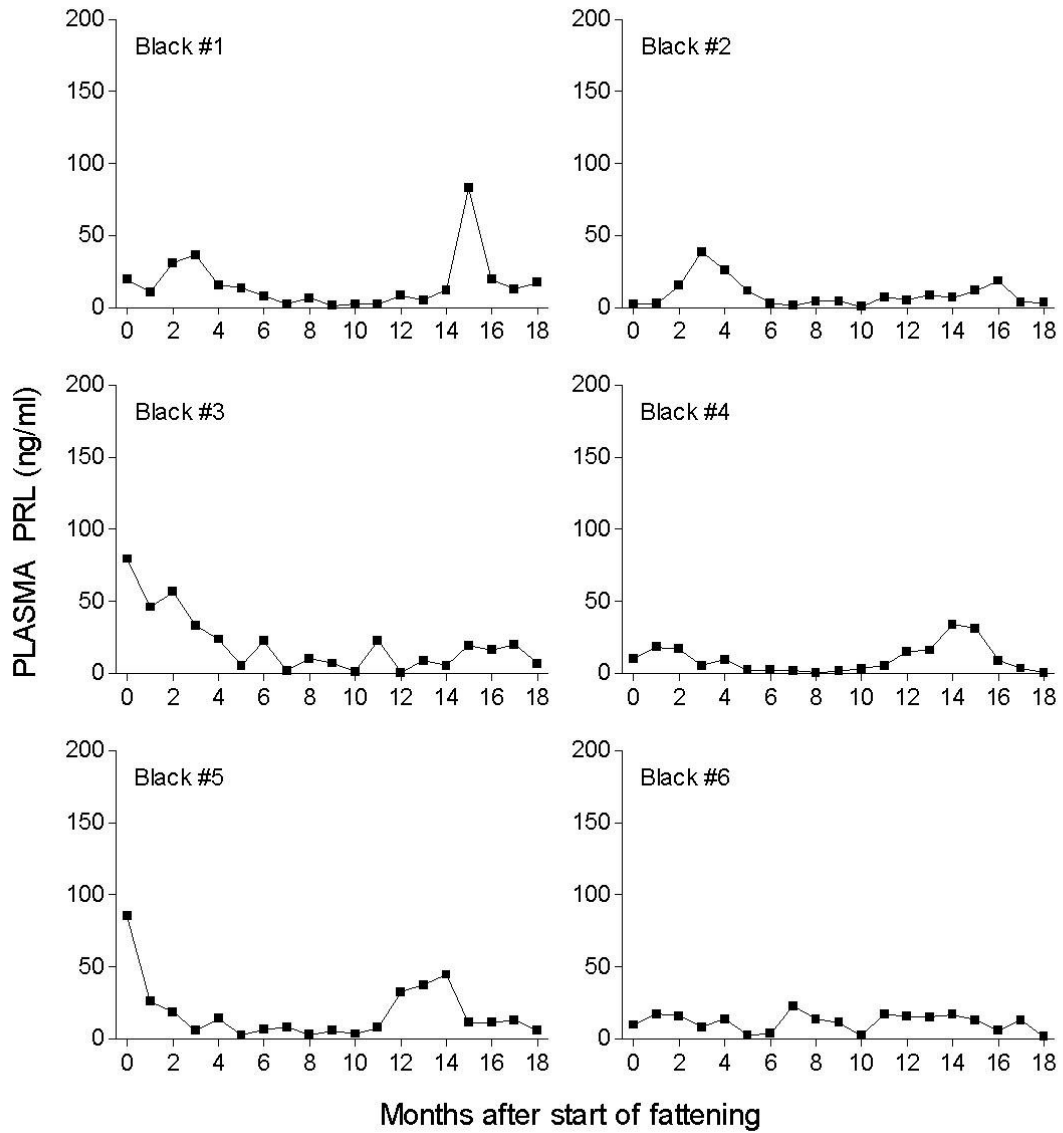 PLASMA PRL (ng/ml)
Black #1
200
150
100
50
0
0 2 4 6 8 10 12 14 16 18
Black #2
200
150
100
50
0
0 2 4 6 8 10 12 14 16 18
Black #3
200
150
100
50
0
0 2 4 6 8 10 12 14 16 18
Black #4
200
150
100
50
0
0 2 4 6 8 10 12 14 16 18
Black #5
200
150
100
50
0
0 2 4 6 8 10 12 14 16 18
Black #6
200
150
100
50
0
0 2 4 6 8 10 12 14 16 18
Months after start of fattening